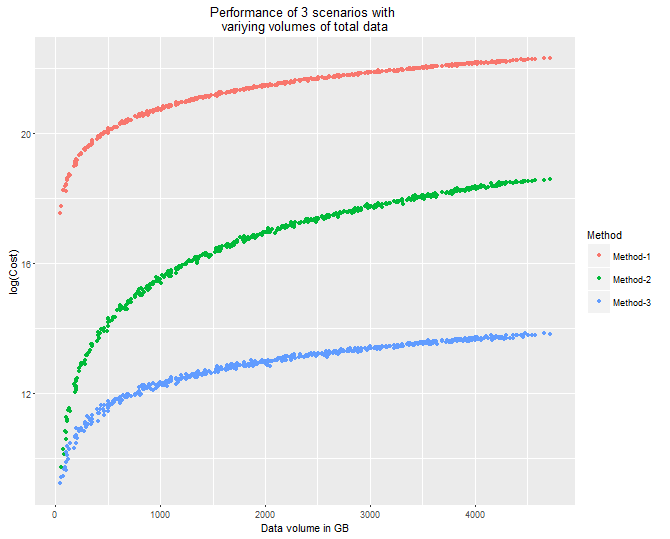 Performance of 3 scenarios with
variying volumes of total data
log(Cost)
20
16
12
0
1000
2000
3000
4000
Data volume in GB
Method
Method-1
Method-2
Method-3